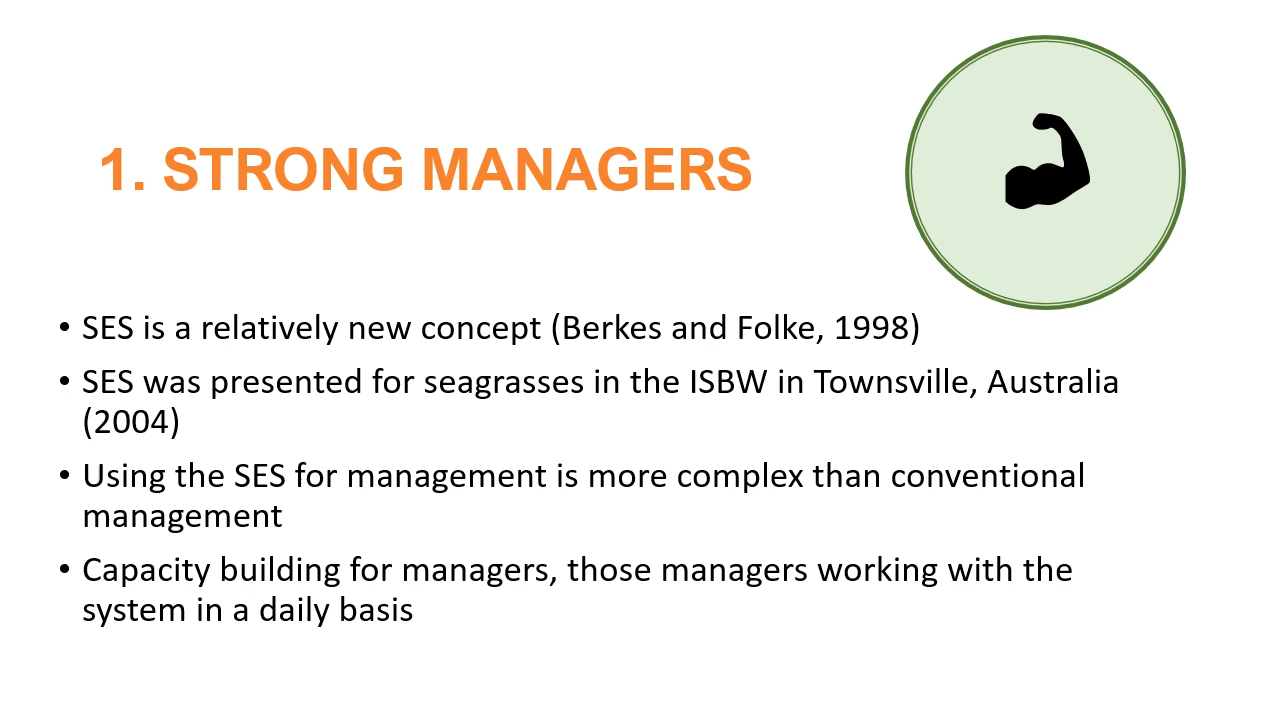 1. STRONG MANAGERS
• SES is a relatively new concept (Berkes and Folke, 1998)
• SES was presented for seagrasses in the ISBW in Townsville, Australia
(2004)
• Using the SES for management is more complex than conventional
management
• Capacity building for managers, those managers working with the
system in a daily basis